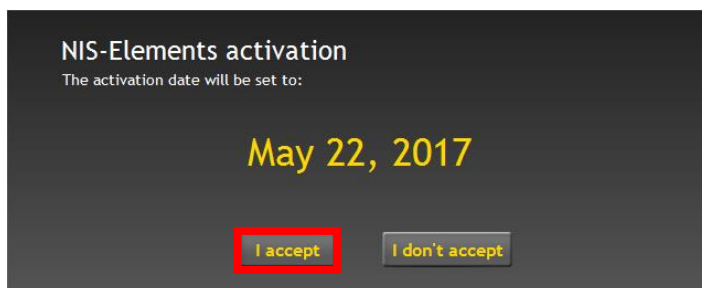 NIS-Elements activation
The activation date will be set to:
May 22, 2017
I accept
I don't accept